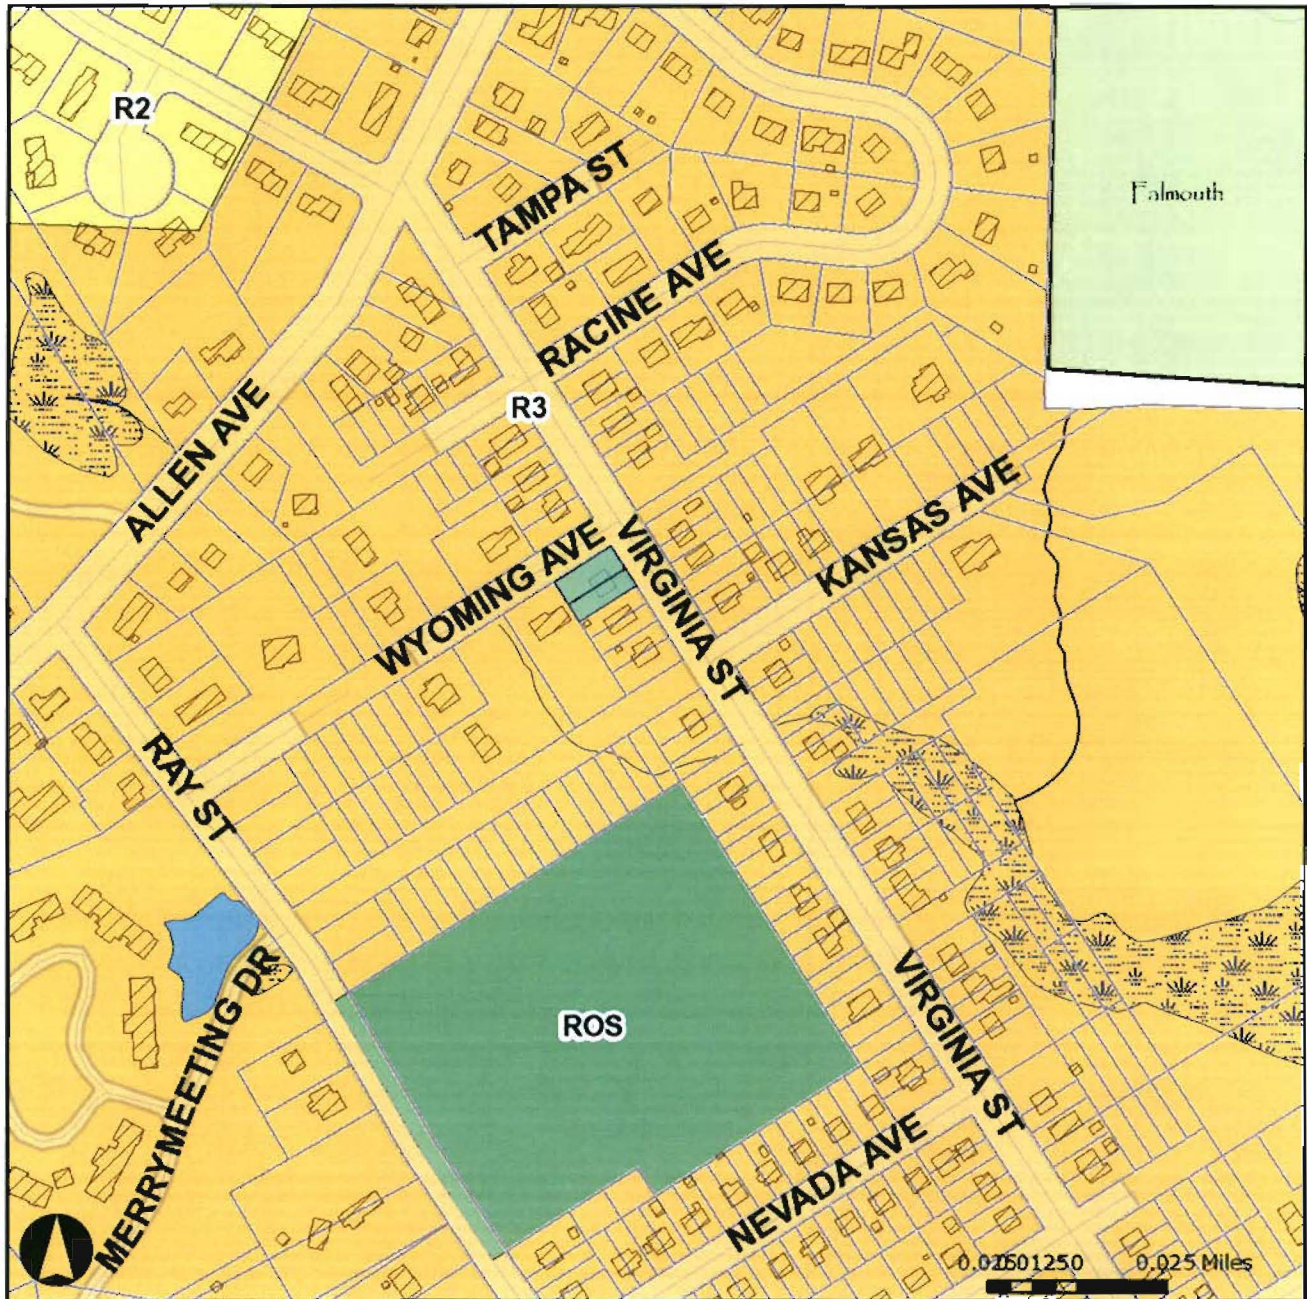 R2
TAMPA ST
Falmouth
RACINE AVE
ALLEN AVE
R3
WYOMING AVE
VIRGINIA ST
KANSAS AVE
RAY ST
MERRYMEETING DR
ROS
VIRGINIA ST
NEVADA AVE
0.025 Miles